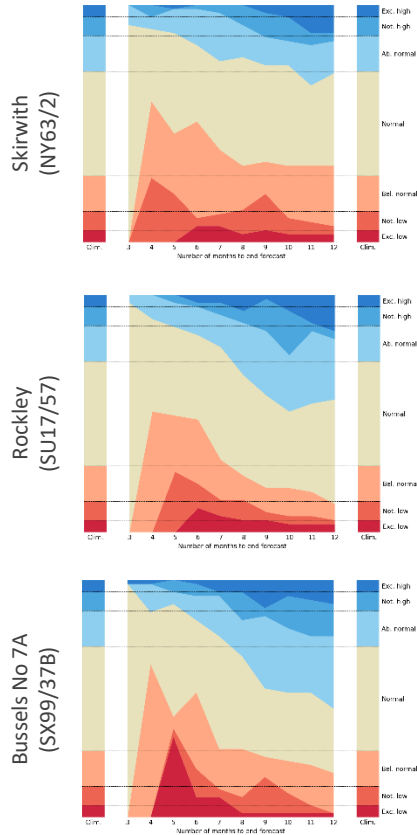 Skirwith
(NY63/2)
Exc. high
Not. high
Ab. normal
Normal
Bel. normal
Not. low
Exc. low
Clim.
3 4 5 6 7 8 9 10 11 12
Clim.
Number of months to end forecast
Rockley
(SU17/57)
Exc. high
Not. high
Ab. normal
Normal
Bel. norma
Not. low
Exc. low
Clim.
3 4 5 6 7 8 9 10 11 12
Clim.
Number of months to end forecast
Bussels No 7A
(SX99/37B)
Exc. high
Not. high
Ab. normal
Normal
Bel. normal
Not. low
Exc. low
Clim.
3 4 5 6 7 8 9 10 11 12
Clim.
Number of months to end forecast